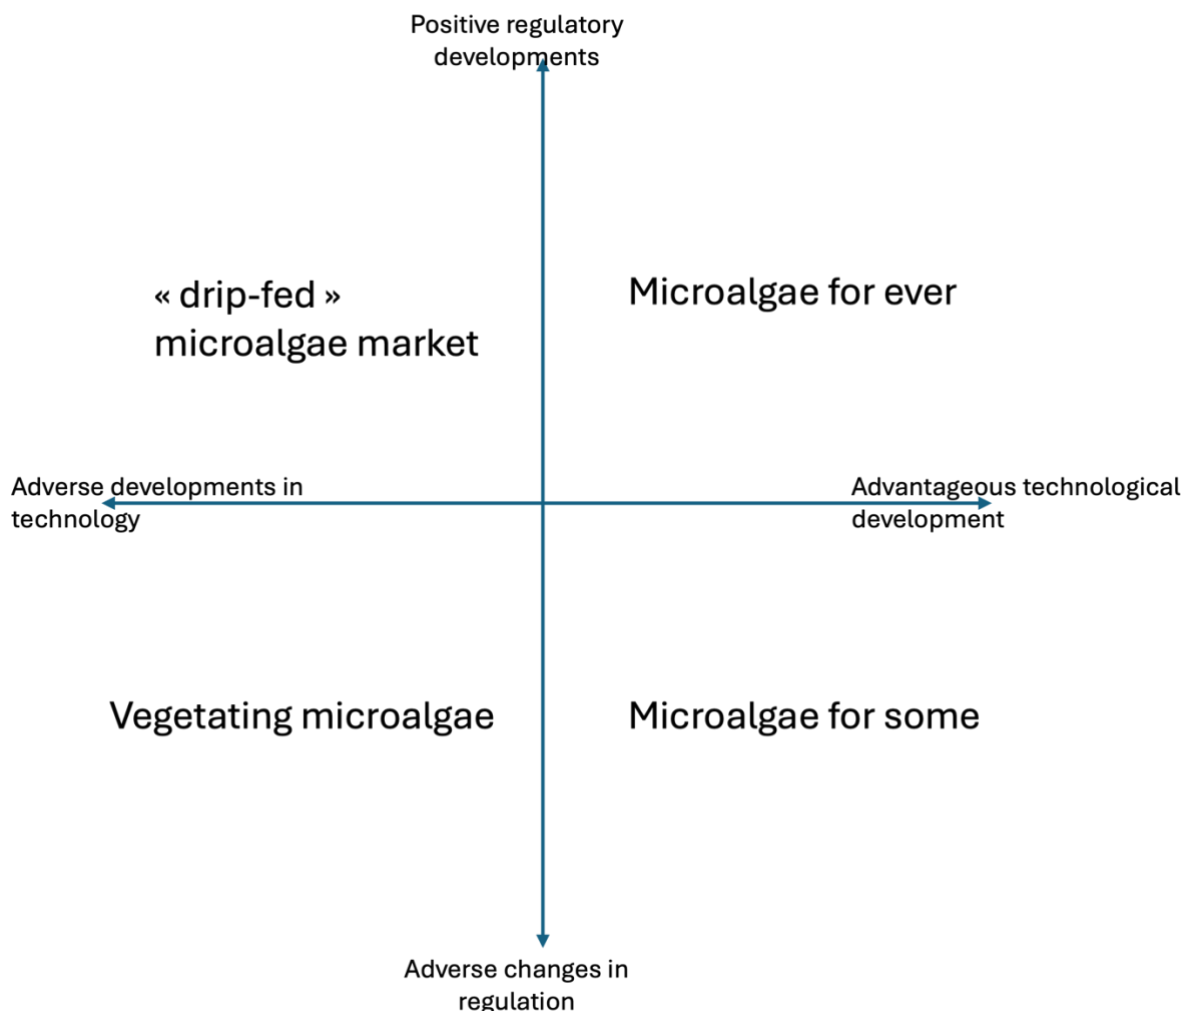 Positive regulatory
developments
« drip-fed »
microalgae market
Microalgae for ever
Adverse developments in
technology
Advantageous technological
development
Vegetating microalgae
Microalgae for some
Adverse changes in
regulation